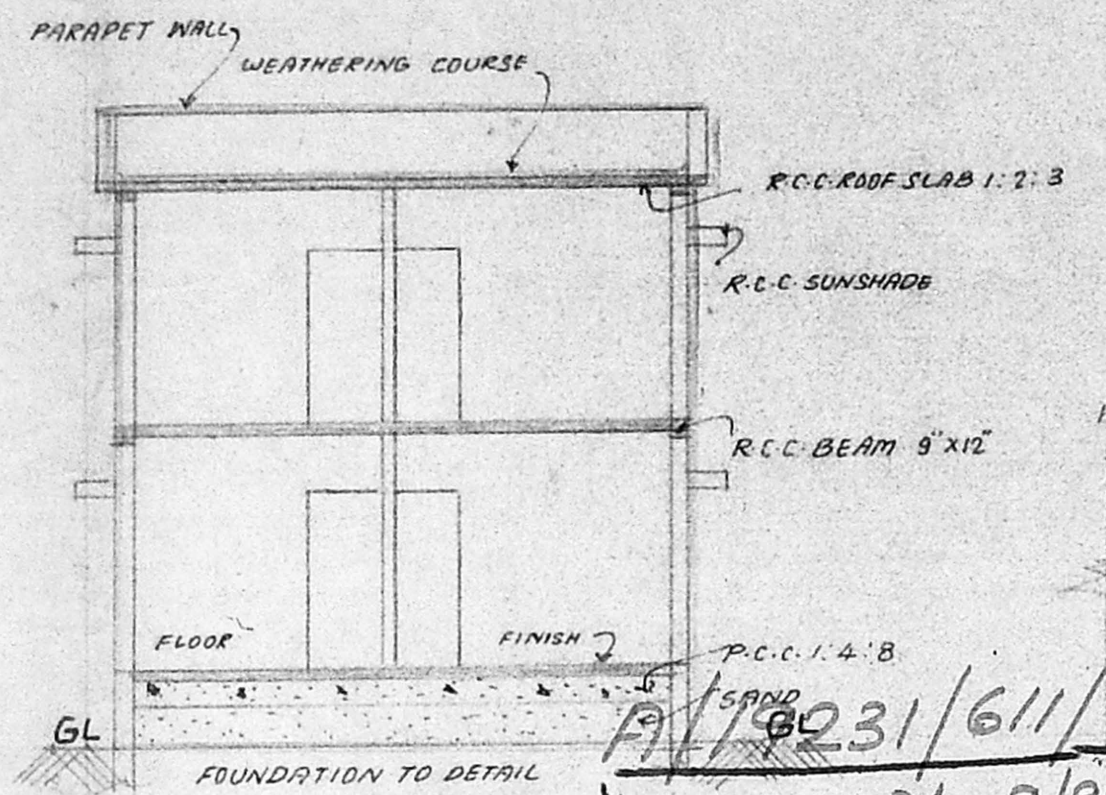 PARAPET WALL
WEATHERING COURSE
R.C.C. ROOF SLAB 1:2:3
R.C.C. SUNSHADE
R.C.C. BEAM 9"X12"
FLOOR FINISH
P.C.C. 1:4:8
SAND
GL
GL
A/19231/611/
FOUNDATION TO DETAIL